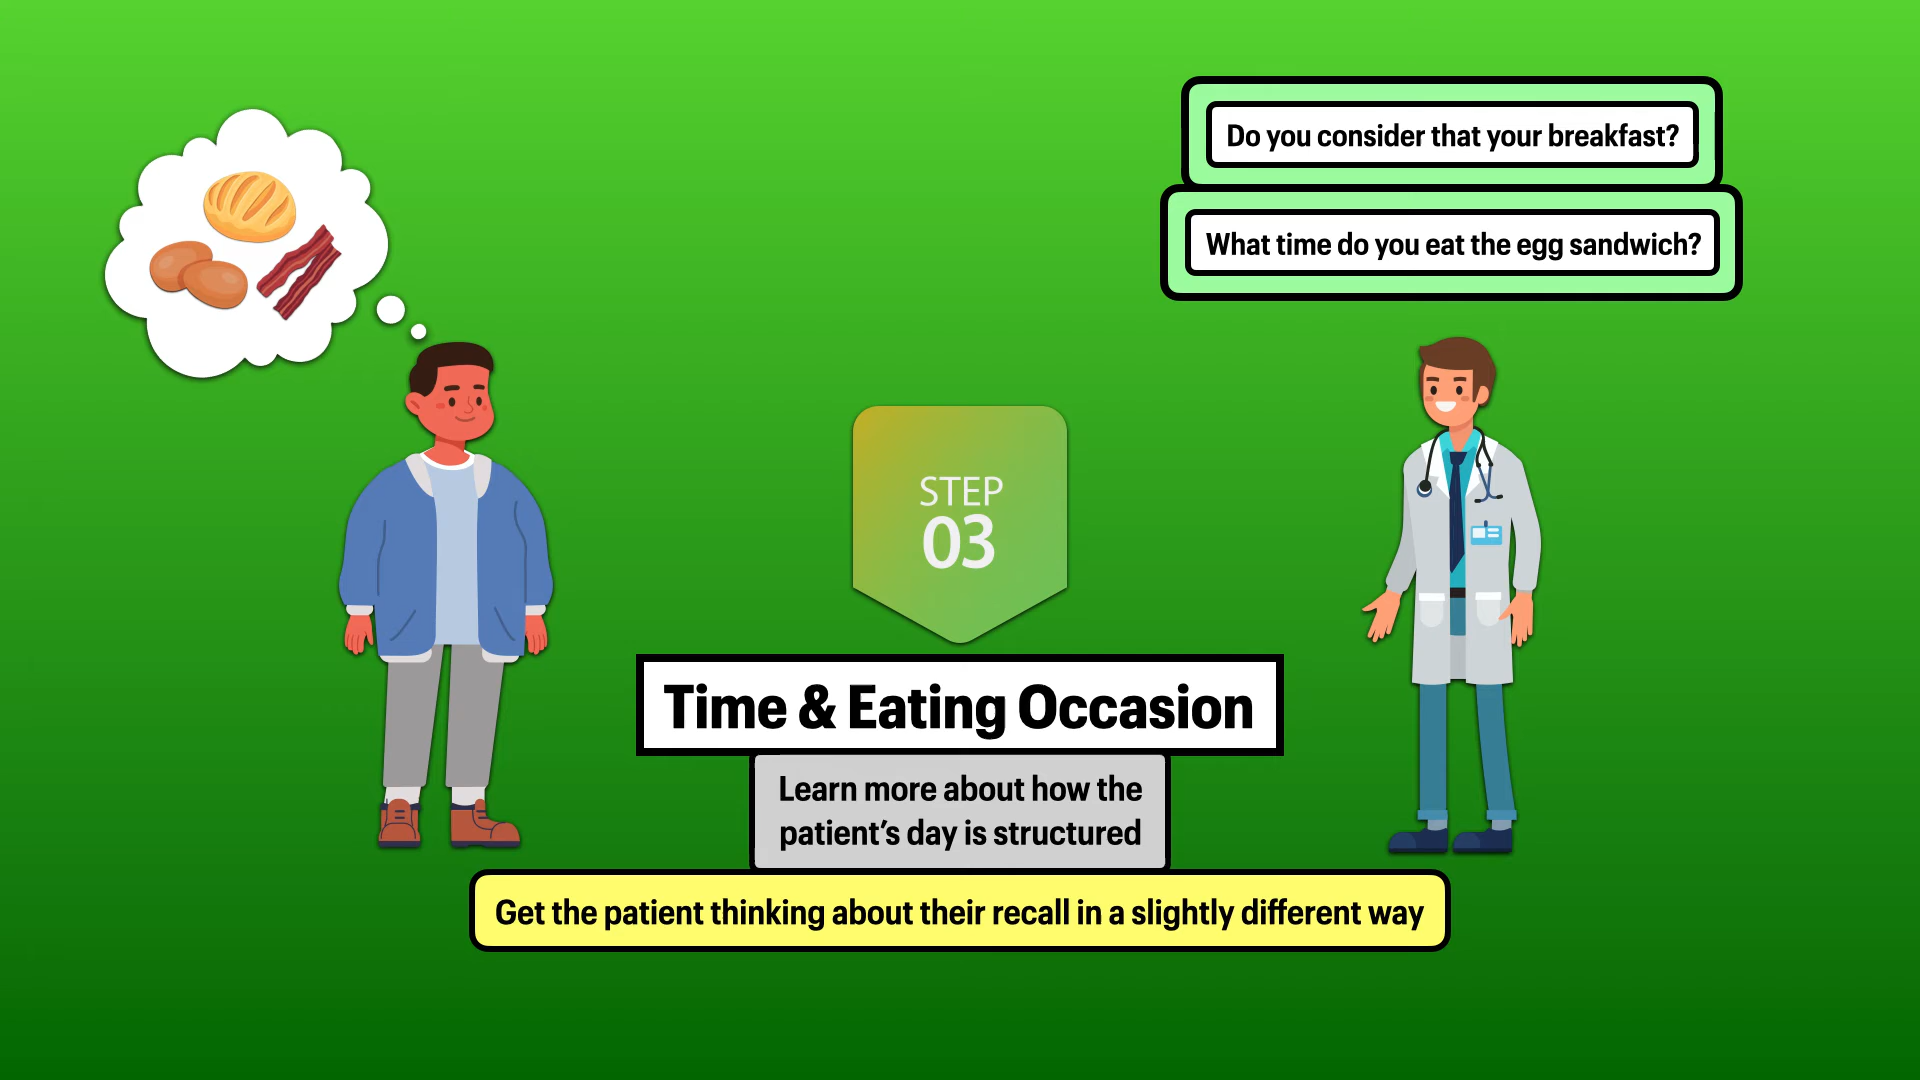 Do you consider that your breakfast?
What time do you eat the egg sandwich?
STEP
03
Time & Eating Occasion
Learn more about how the
patient's day is structured
Get the patient thinking about their recall in a slightly different way